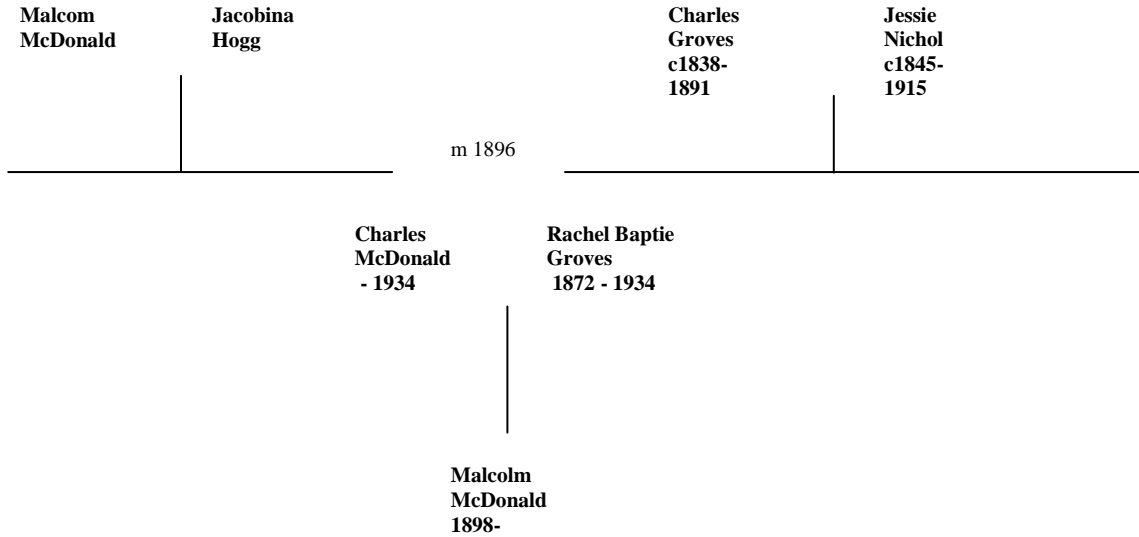 Malcom
McDonald
Jacobina
Hogg
Charles
Groves
c1838-
1891
Jessie
Nichol
c1845-
1915
m 1896
Charles
McDonald
- 1934
Rachel Baptie
Groves
1872 - 1934
Malcolm
McDonald
1898-